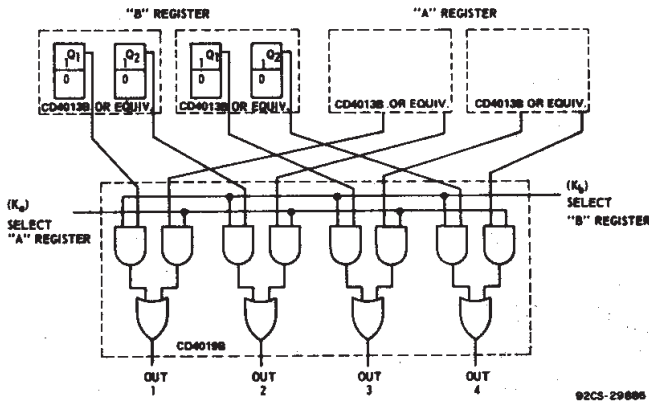 "B" REGISTER
"A" REGISTER
Q1
1
0
Q2
1
0
Q1
1
0
Q2
1
0
CD4013B OR EQUIV.
CD4013B OR EQUIV.
CD4013B OR EQUIV.
CD4013B OR EQUIV.
(Ka)
SELECT
"A" REGISTER
(Kb)
SELECT
"B" REGISTER
CD4019B
OUT
1
OUT
2
OUT
3
OUT
4
92CS-29886